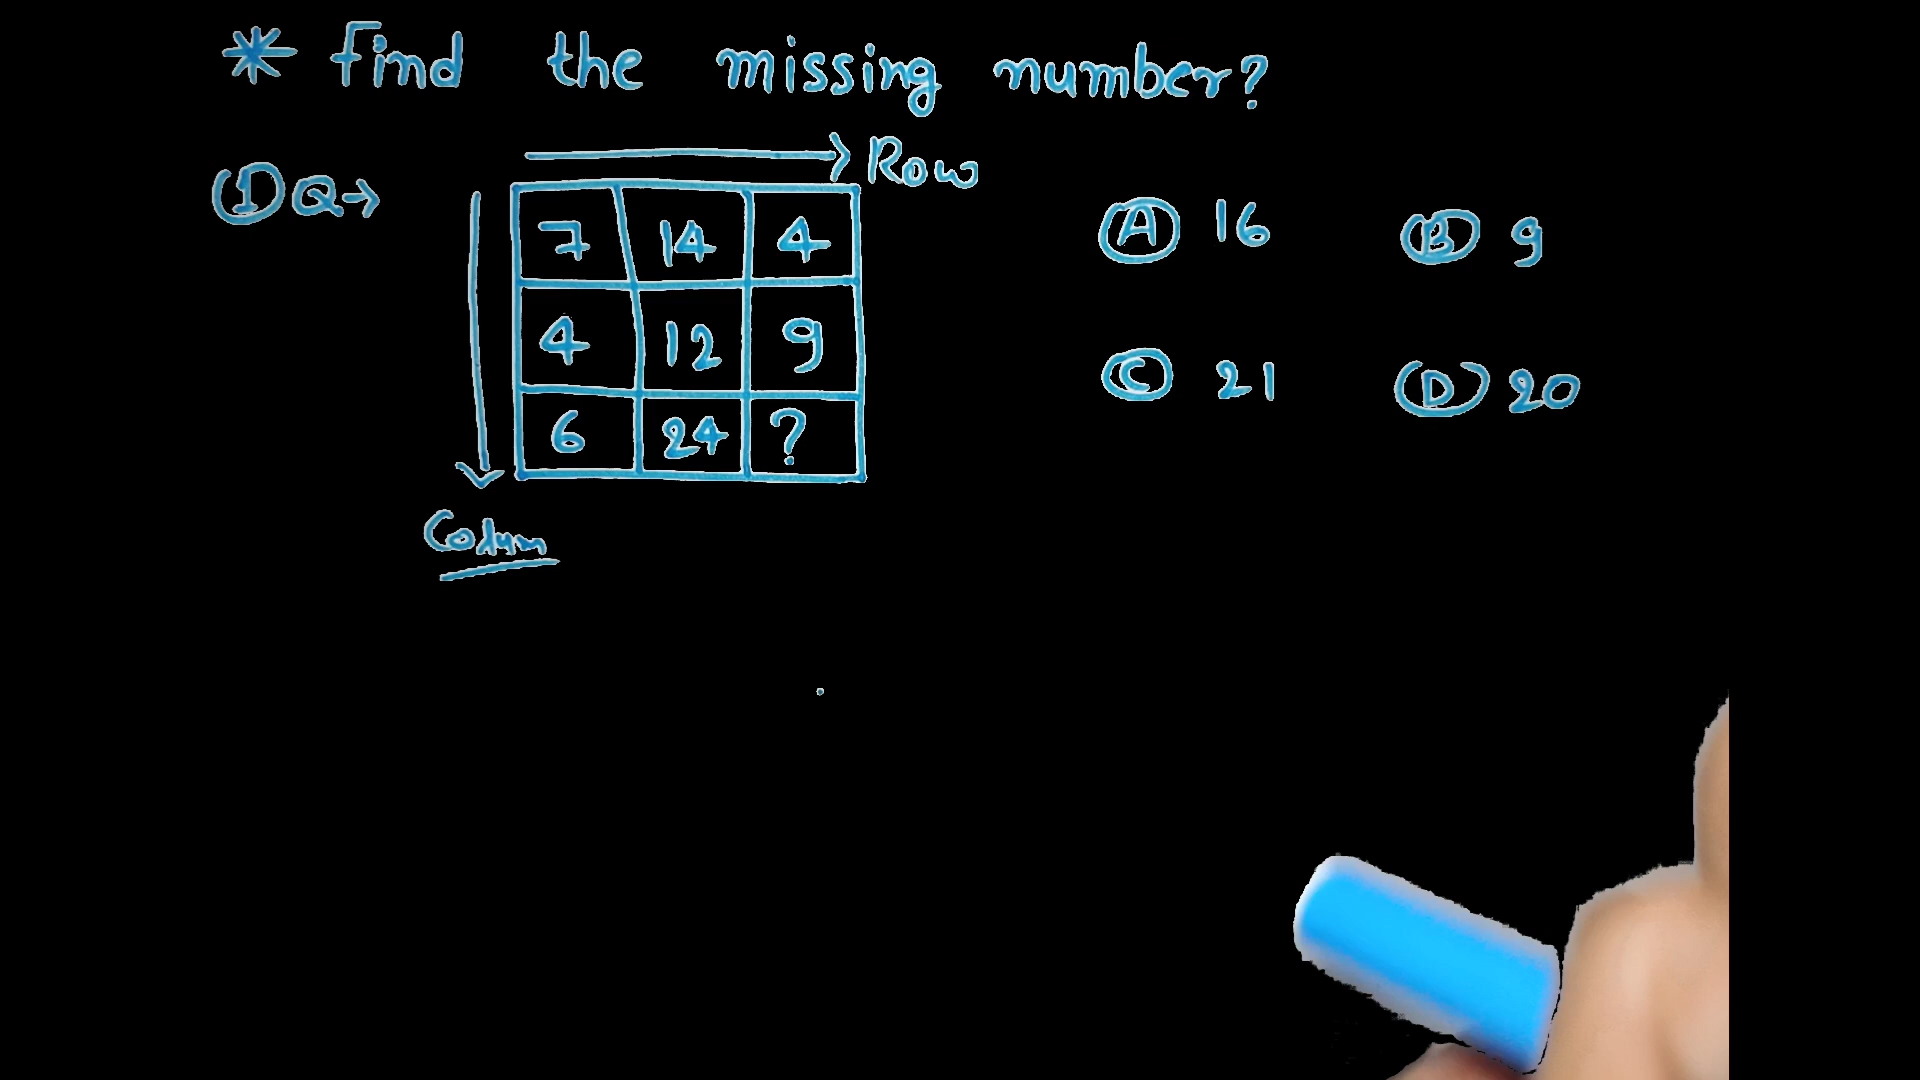 * Find the missing number?
→ Row
① Q→
7 14 4
4 12 9
6 24 ?
Ⓐ 16 Ⓑ 9
Ⓒ 21 Ⓓ 20
Colum